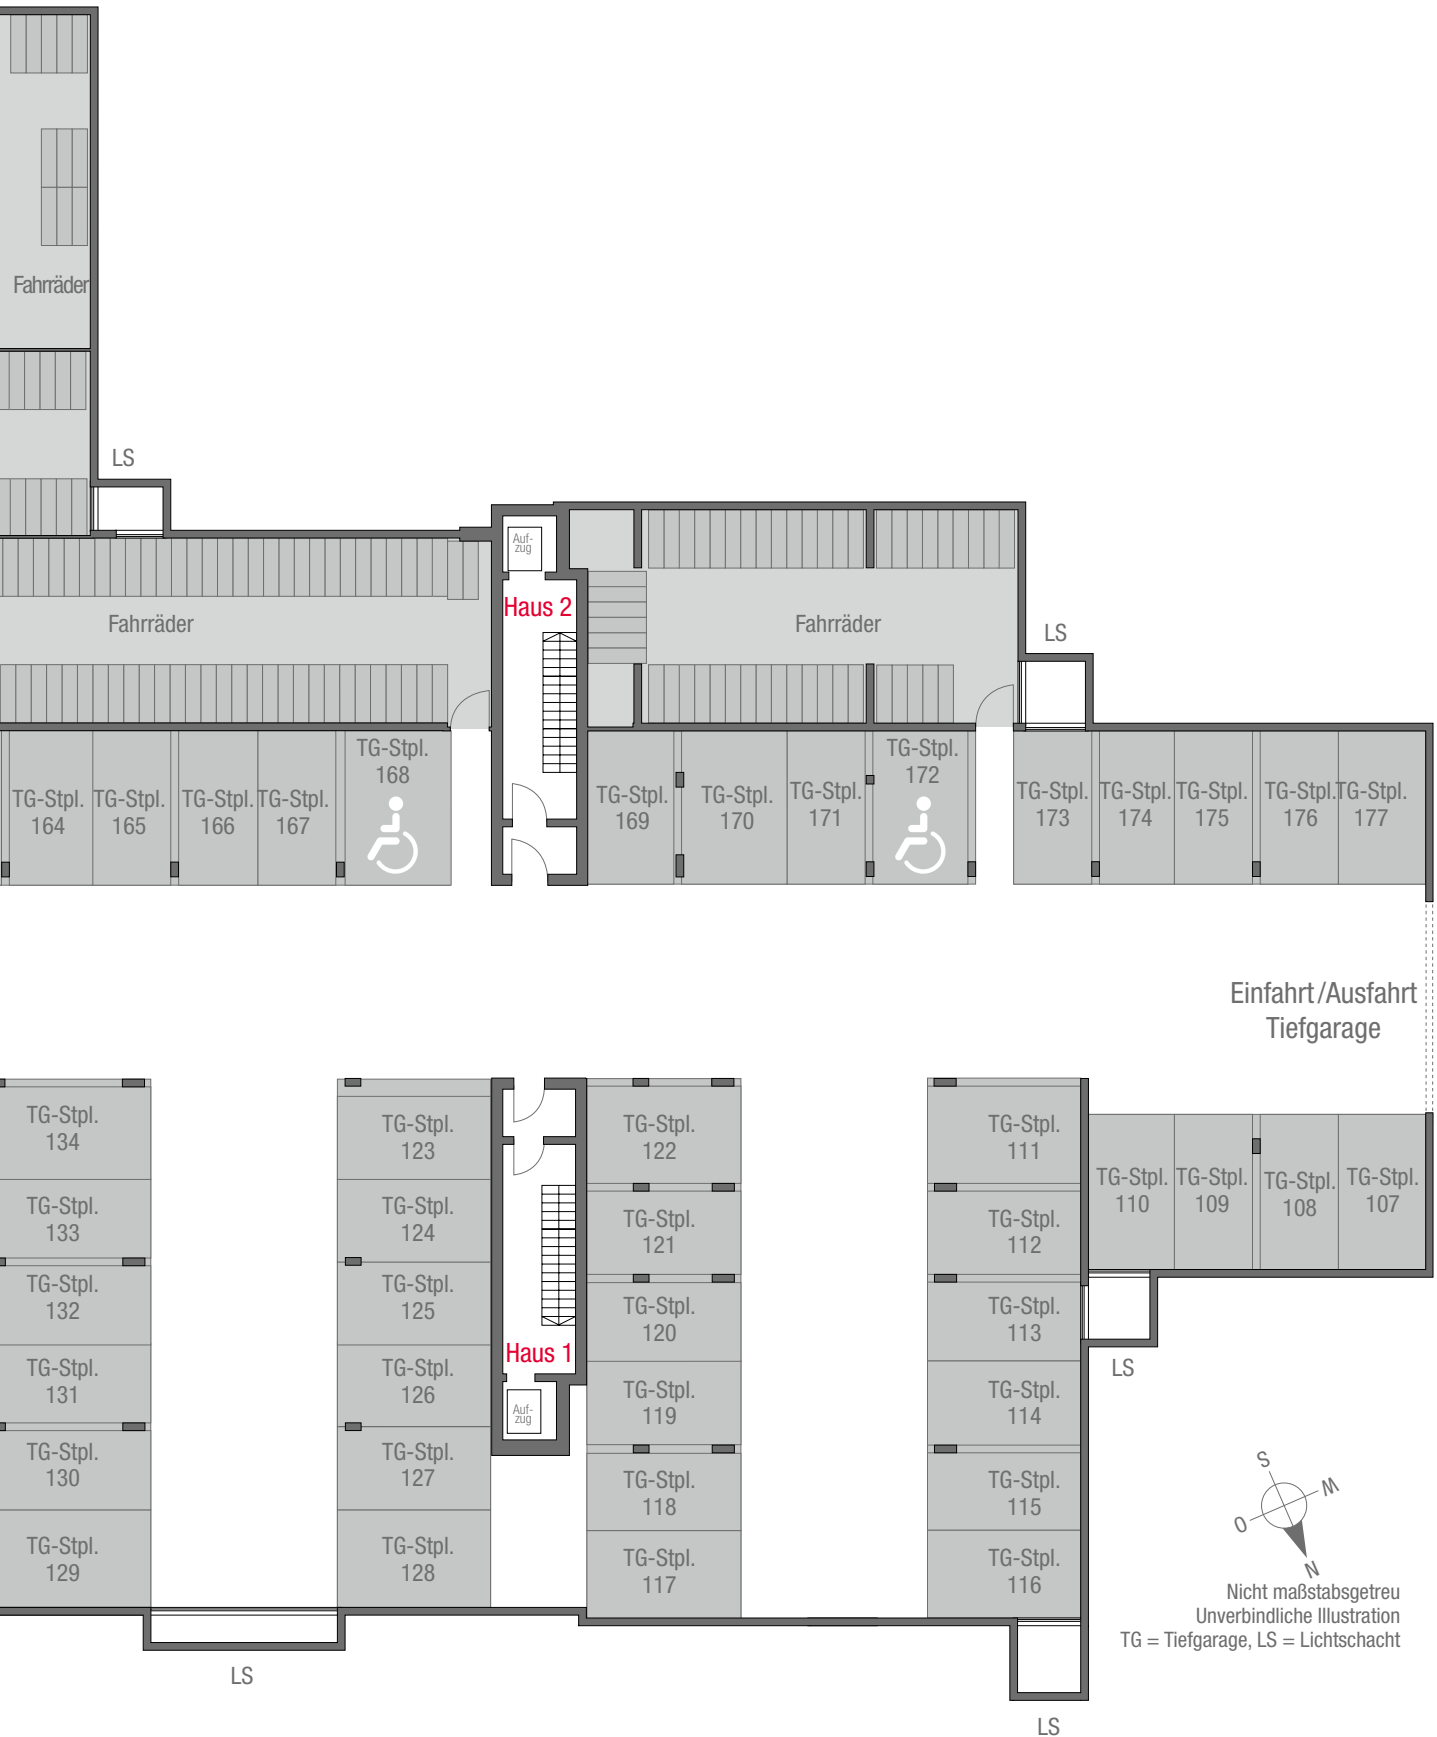 Fahrräder
LS
Auf-
zug
Haus 2
Fahrräder
Fahrräder
LS
TG-Stpl.
164
TG-Stpl.
165
TG-Stpl.
166
TG-Stpl.
167
TG-Stpl.
168
TG-Stpl.
169
TG-Stpl.
170
TG-Stpl.
171
TG-Stpl.
172
TG-Stpl.
173
TG-Stpl.
174
TG-Stpl.
175
TG-Stpl.
176
TG-Stpl.
177
Einfahrt/Ausfahrt
Tiefgarage
TG-Stpl.
134
TG-Stpl.
133
TG-Stpl.
132
TG-Stpl.
131
TG-Stpl.
130
TG-Stpl.
129
TG-Stpl.
123
TG-Stpl.
124
TG-Stpl.
125
TG-Stpl.
126
TG-Stpl.
127
TG-Stpl.
128
Haus 1
Auf-
zug
TG-Stpl.
122
TG-Stpl.
121
TG-Stpl.
120
TG-Stpl.
119
TG-Stpl.
118
TG-Stpl.
117
TG-Stpl.
111
TG-Stpl.
112
TG-Stpl.
113
TG-Stpl.
114
TG-Stpl.
115
TG-Stpl.
116
TG-Stpl.
110
TG-Stpl.
109
TG-Stpl.
108
TG-Stpl.
107
LS
S
W
O
N
Nicht maßstabsgetreu
Unverbindliche Illustration
TG = Tiefgarage, LS = Lichtschacht
LS
LS